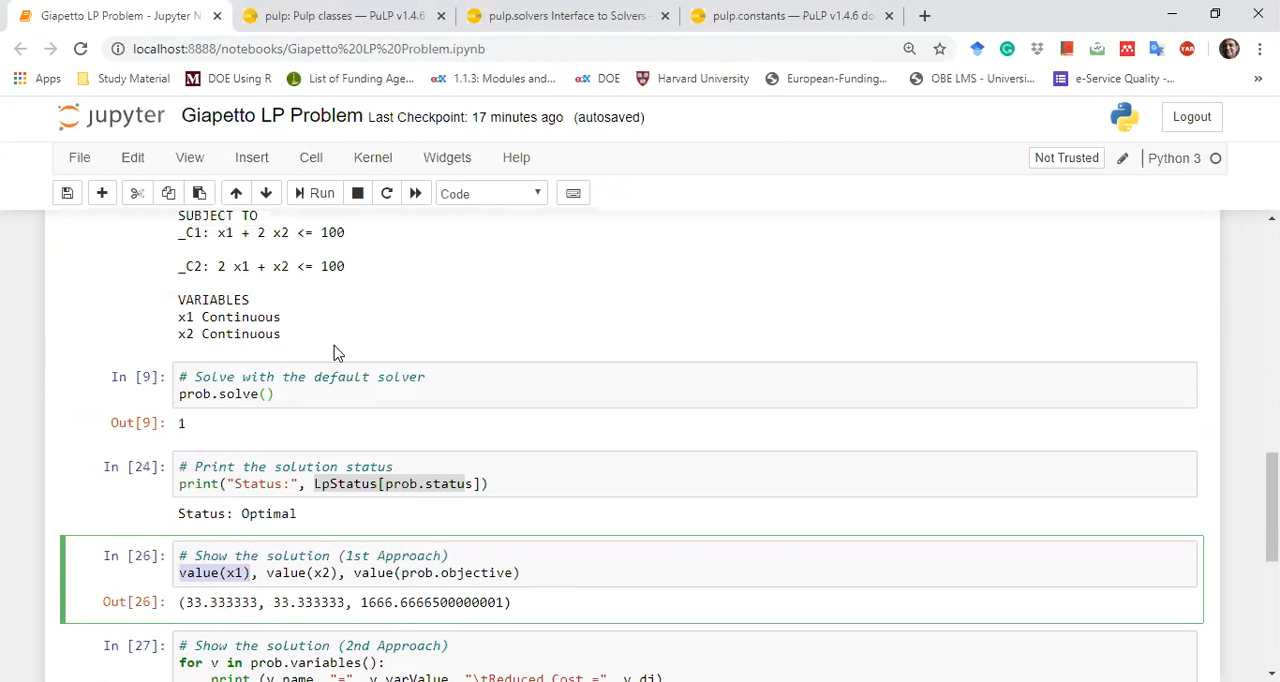 Giapetto LP Problem - Jupyter N
pulp: Pulp classes — PuLP v1.4.6
pulp.solvers Interface to Solvers -
pulp.constants — PuLP v1.4.6 do
localhost:8888/notebooks/Giapetto%20LP%20Problem.ipynb
Apps
Study Material
DOE Using R
List of Funding Age...
1.1.3: Modules and...
DOE
Harvard University
European-Funding...
OBE LMS - Universi...
e-Service Quality -...
»
jupyter Giapetto LP Problem Last Checkpoint: 17 minutes ago (autosaved)
Logout
File Edit View Insert Cell Kernel Widgets Help
Not Trusted
Python 3
Run
Code
SUBJECT TO
_C1: x1 + 2 x2 <= 100
_C2: 2 x1 + x2 <= 100
VARIABLES
x1 Continuous
x2 Continuous
In [9]: # Solve with the default solver
prob.solve()
Out[9]: 1
In [24]: # Print the solution status
print("Status:", LpStatus[prob.status])
Status: Optimal
In [26]: # Show the solution (1st Approach)
value(x1), value(x2), value(prob.objective)
Out[26]: (33.333333, 33.333333, 1666.6666500000001)
In [27]: # Show the solution (2nd Approach)
for v in prob.variables():
print (v.name, "=", v.varValue, "\tReduced Cost =", v.dj)